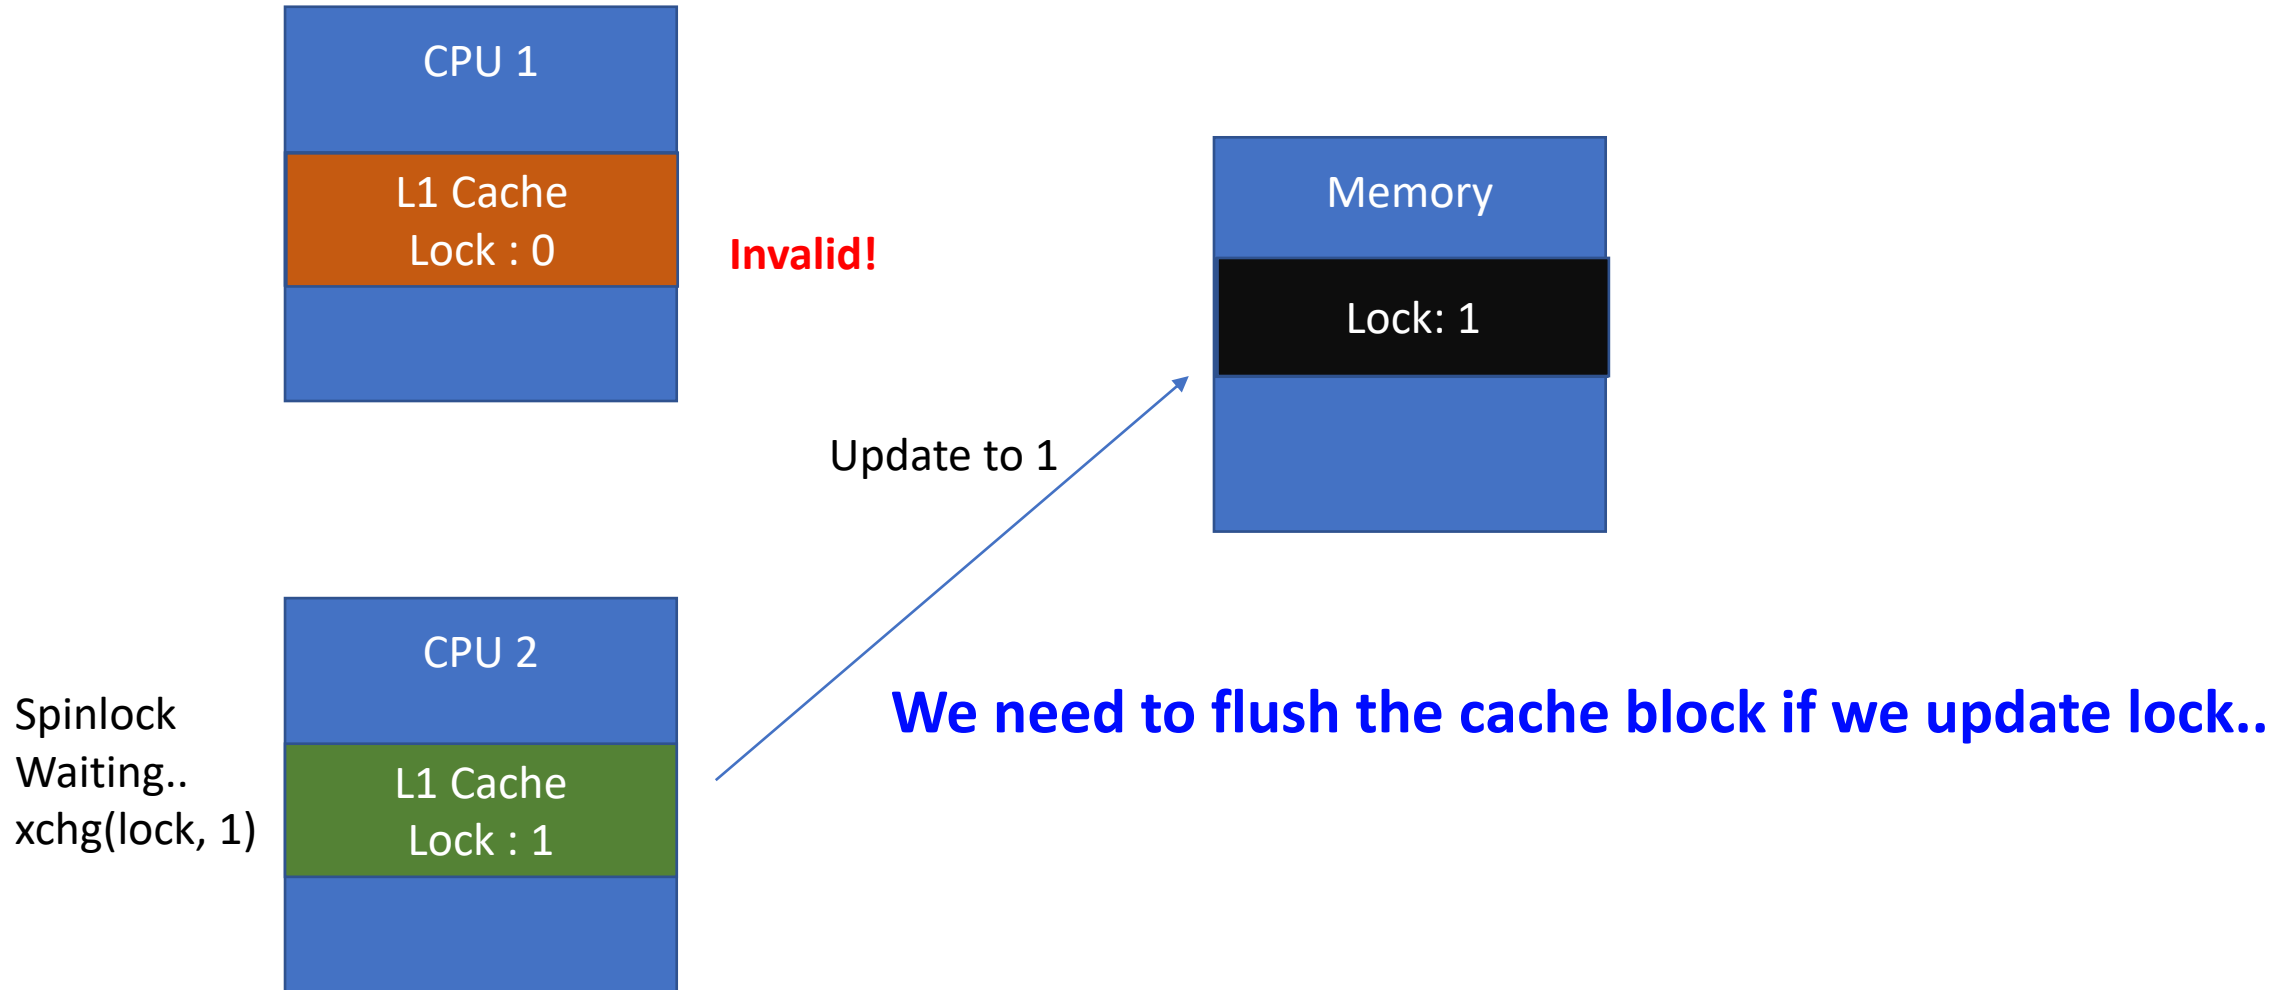 CPU 1
L1 Cache
Lock : 0
Invalid!
Memory
Lock: 1
Update to 1
CPU 2
Spinlock
Waiting..
xchg(lock, 1)
L1 Cache
Lock : 1
We need to flush the cache block if we update lock..